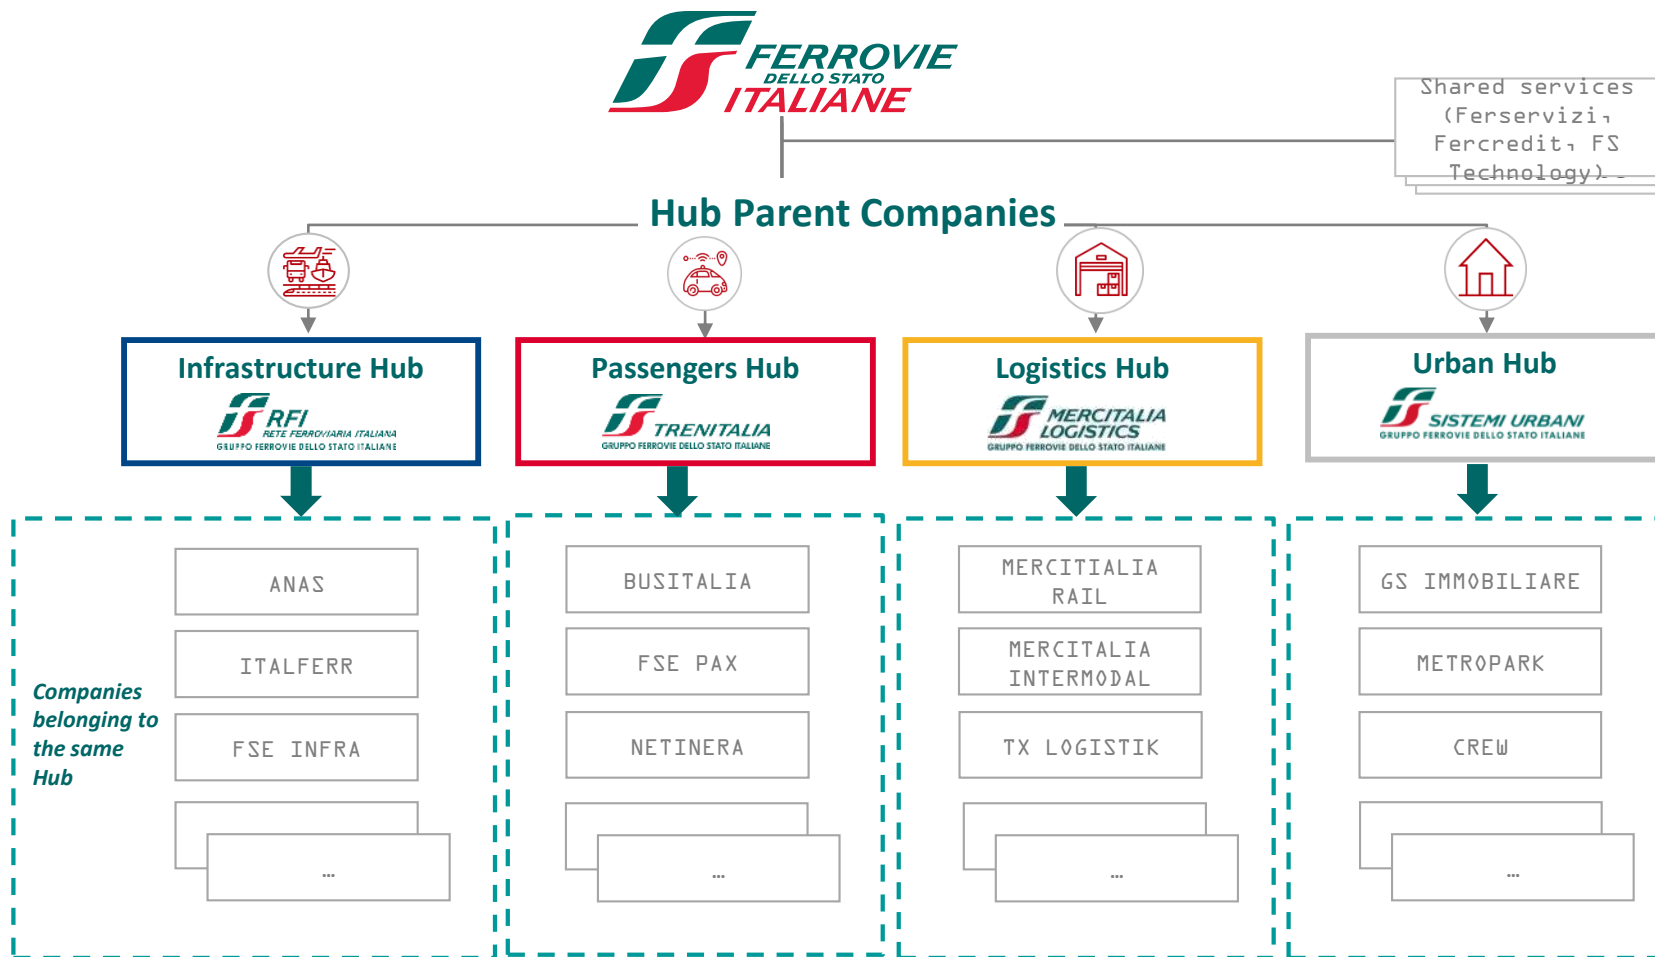 FERROVIE
DELLO STATO
ITALIANE
Shared services
(Ferservizi,
Fercredit, FS
Technology)..
Hub Parent Companies
Infrastructure Hub
RFI
RETE FERROVIARIA ITALIANA
GRUPPO FERROVIE DELLO STATO ITALIANE
Passengers Hub
TRENITALIA
GRUPPO FERROVIE DELLO STATO ITALIANE
Logistics Hub
MERCITALIA
LOGISTICS
GRUPPO FERROVIE DELLO STATO ITALIANE
Urban Hub
SISTEMI URBANI
GRUPPO FERROVIE DELLO STATO ITALIANE
Companies
belonging to
the same
Hub
ANAS
ITALFERR
FSE INFRA
…
BUSITALIA
FSE PAX
NETINERA
…
MERCITIALIA
RAIL
MERCITALIA
INTERMODAL
TX LOGISTIK
…
GS IMMOBILIARE
METROPARK
CREW
…